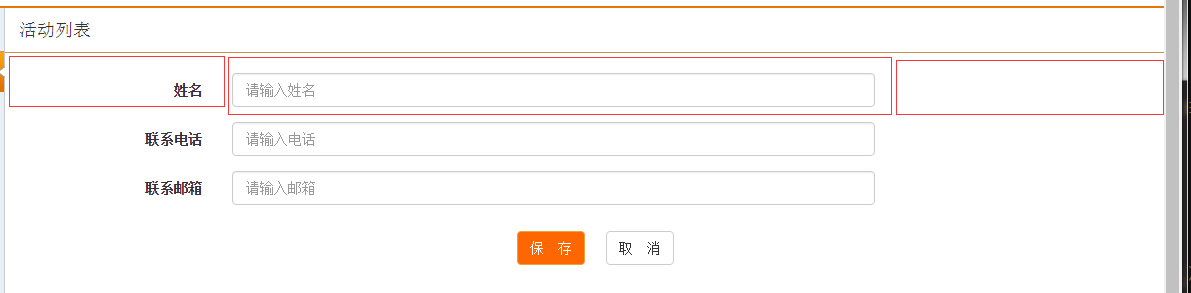 活动列表
姓名 请输入姓名
联系电话 请输入电话
联系邮箱 请输入邮箱
保 存 取 消